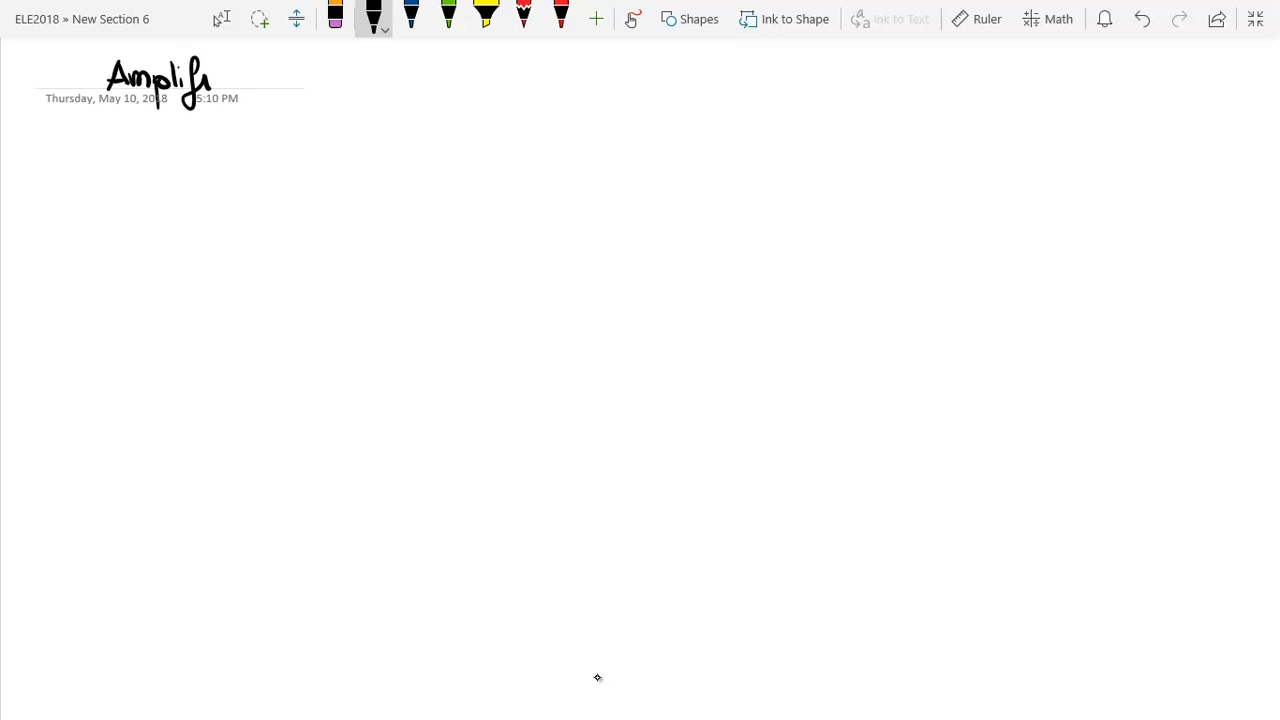 ELE2018 » New Section 6 Shapes Ink to Shape Ink to Text Ruler Math
Amplifi
Thursday, May 10, 2018 5:10 PM